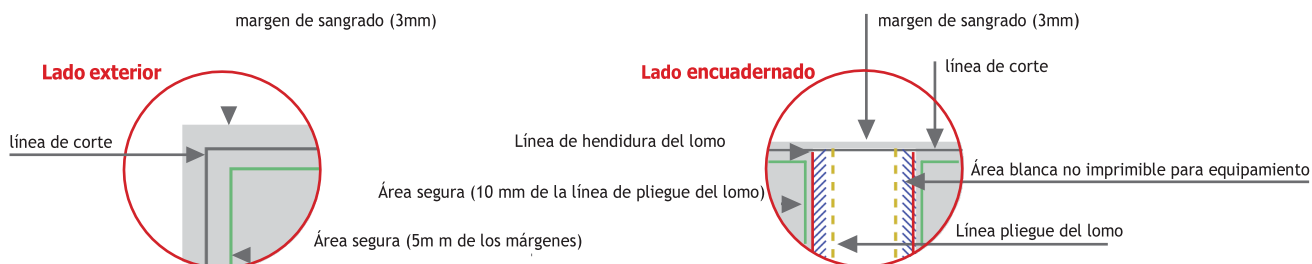 margen de sangrado (3mm)
margen de sangrado (3mm)
Lado exterior
Lado encuadernado
línea de corte
línea de corte
Línea de hendidura del lomo
Área blanca no imprimible para equipamiento
Área segura (10 mm de la línea de pliegue del lomo)
Línea pliegue del lomo
Área segura (5m m de los márgenes)